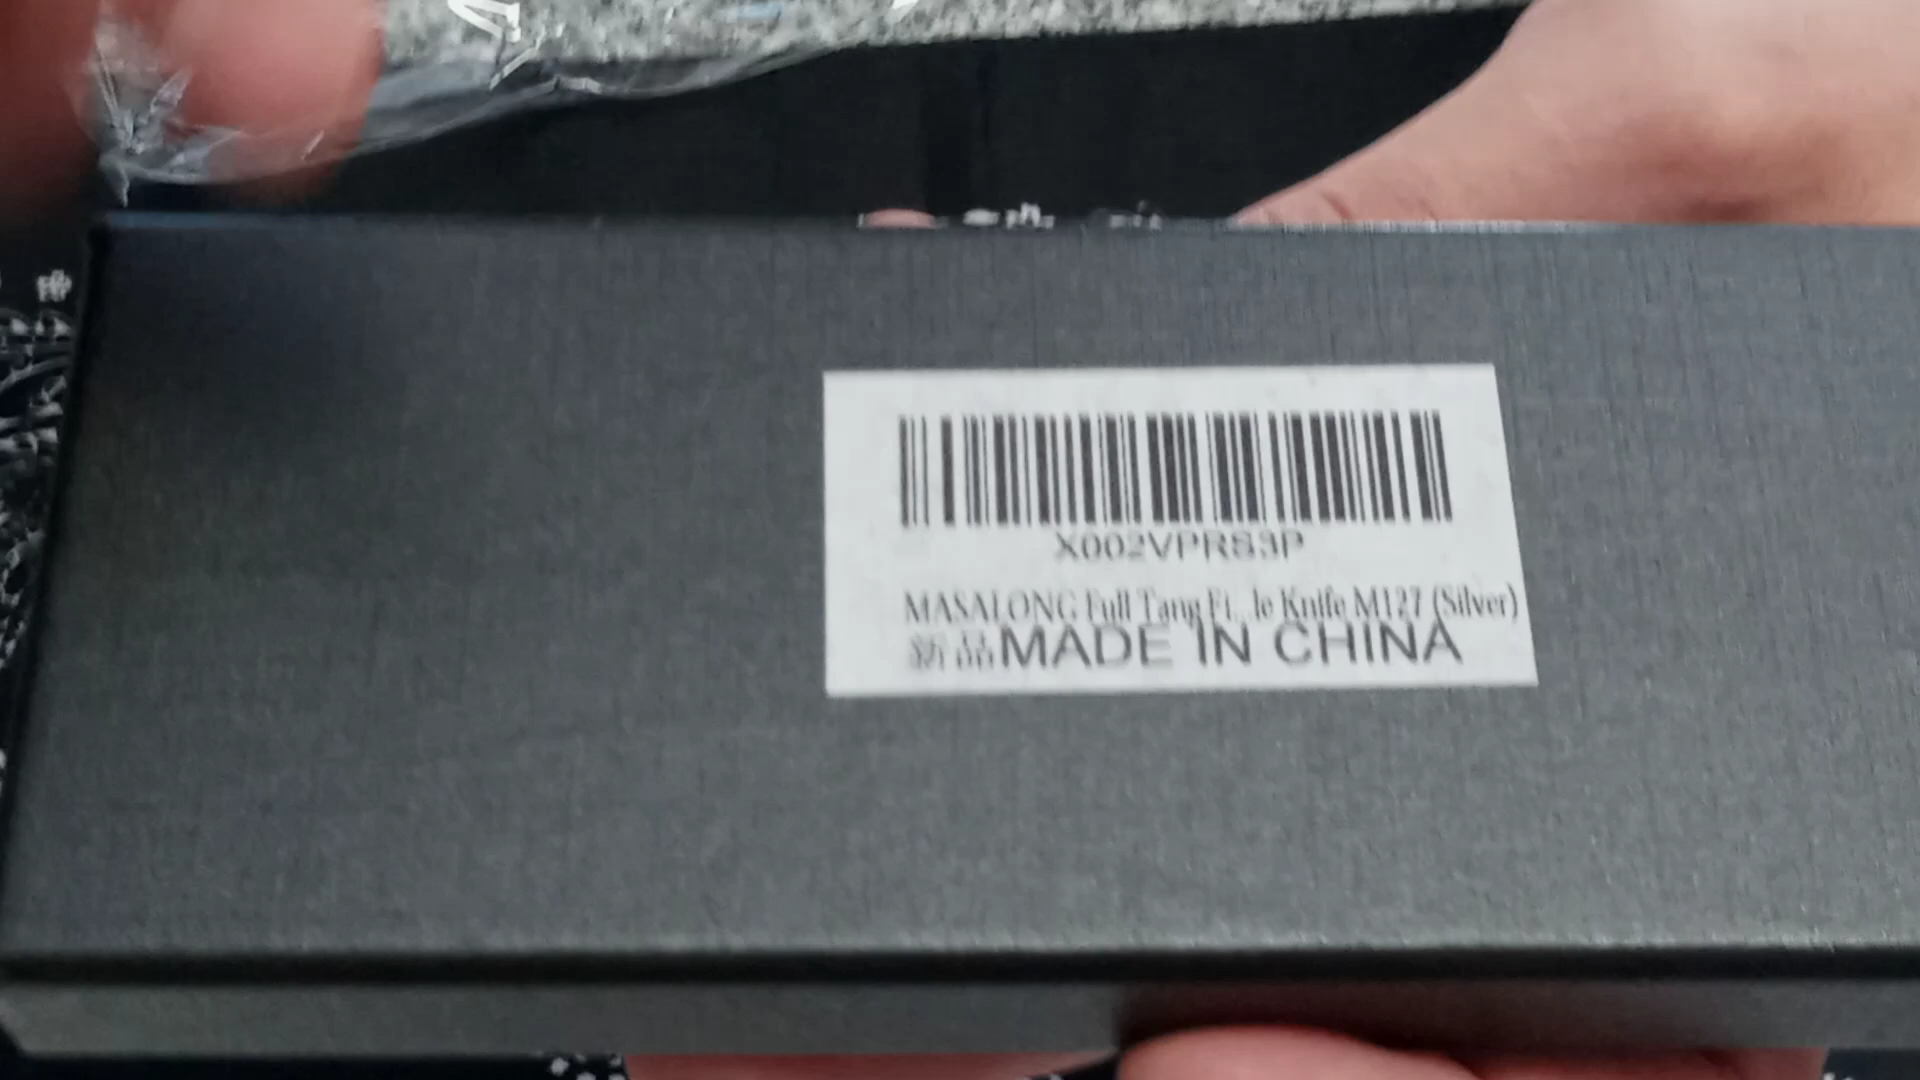 X002VPRS3P
MASALONG Full Tang Fi...le Knife M127 (Silver)
新品MADE IN CHINA